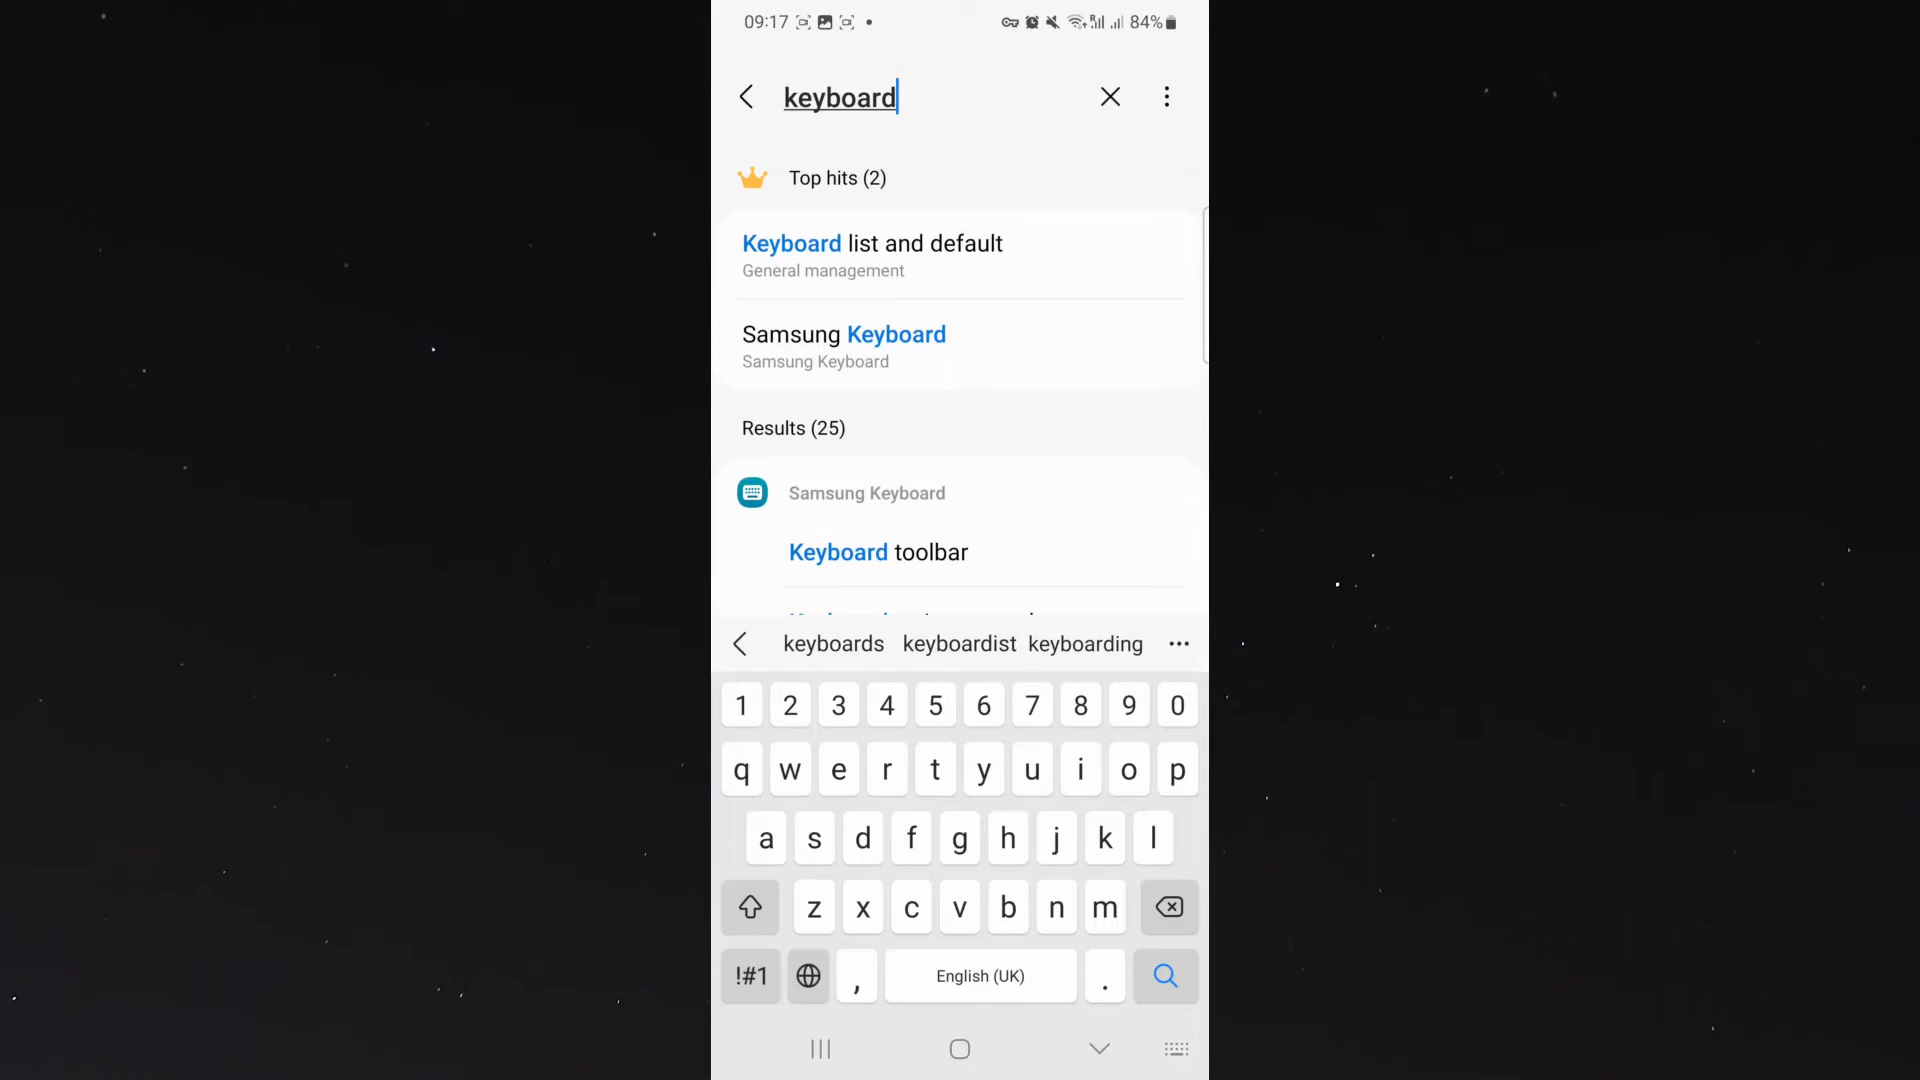 09:17
84%
keyboard
Top hits (2)
Keyboard list and default
General management
Samsung Keyboard
Samsung Keyboard
Results (25)
Samsung Keyboard
Keyboard toolbar
keyboards keyboardist keyboarding
1 2 3 4 5 6 7 8 9 0
q w e r t y u i o p
a s d f g h j k l
z x c v b n m
!#1 , English (UK) .